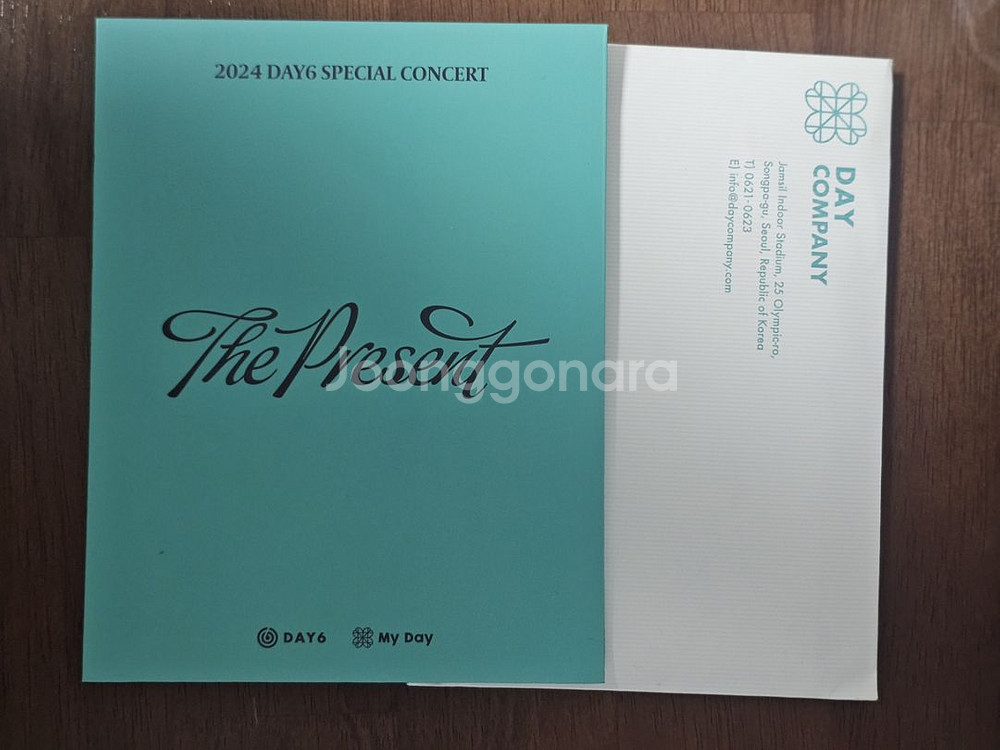 2024 DAY6 SPECIAL CONCERT
The Present
DAY6 My Day
DAY
COMPANY
Jamsil Indoor Stadium, 25 Olympic-ro,
Songpa-gu, Seoul, Republic of Korea
T) 0621-0623
E) info@daycompany.com
Joonggonara